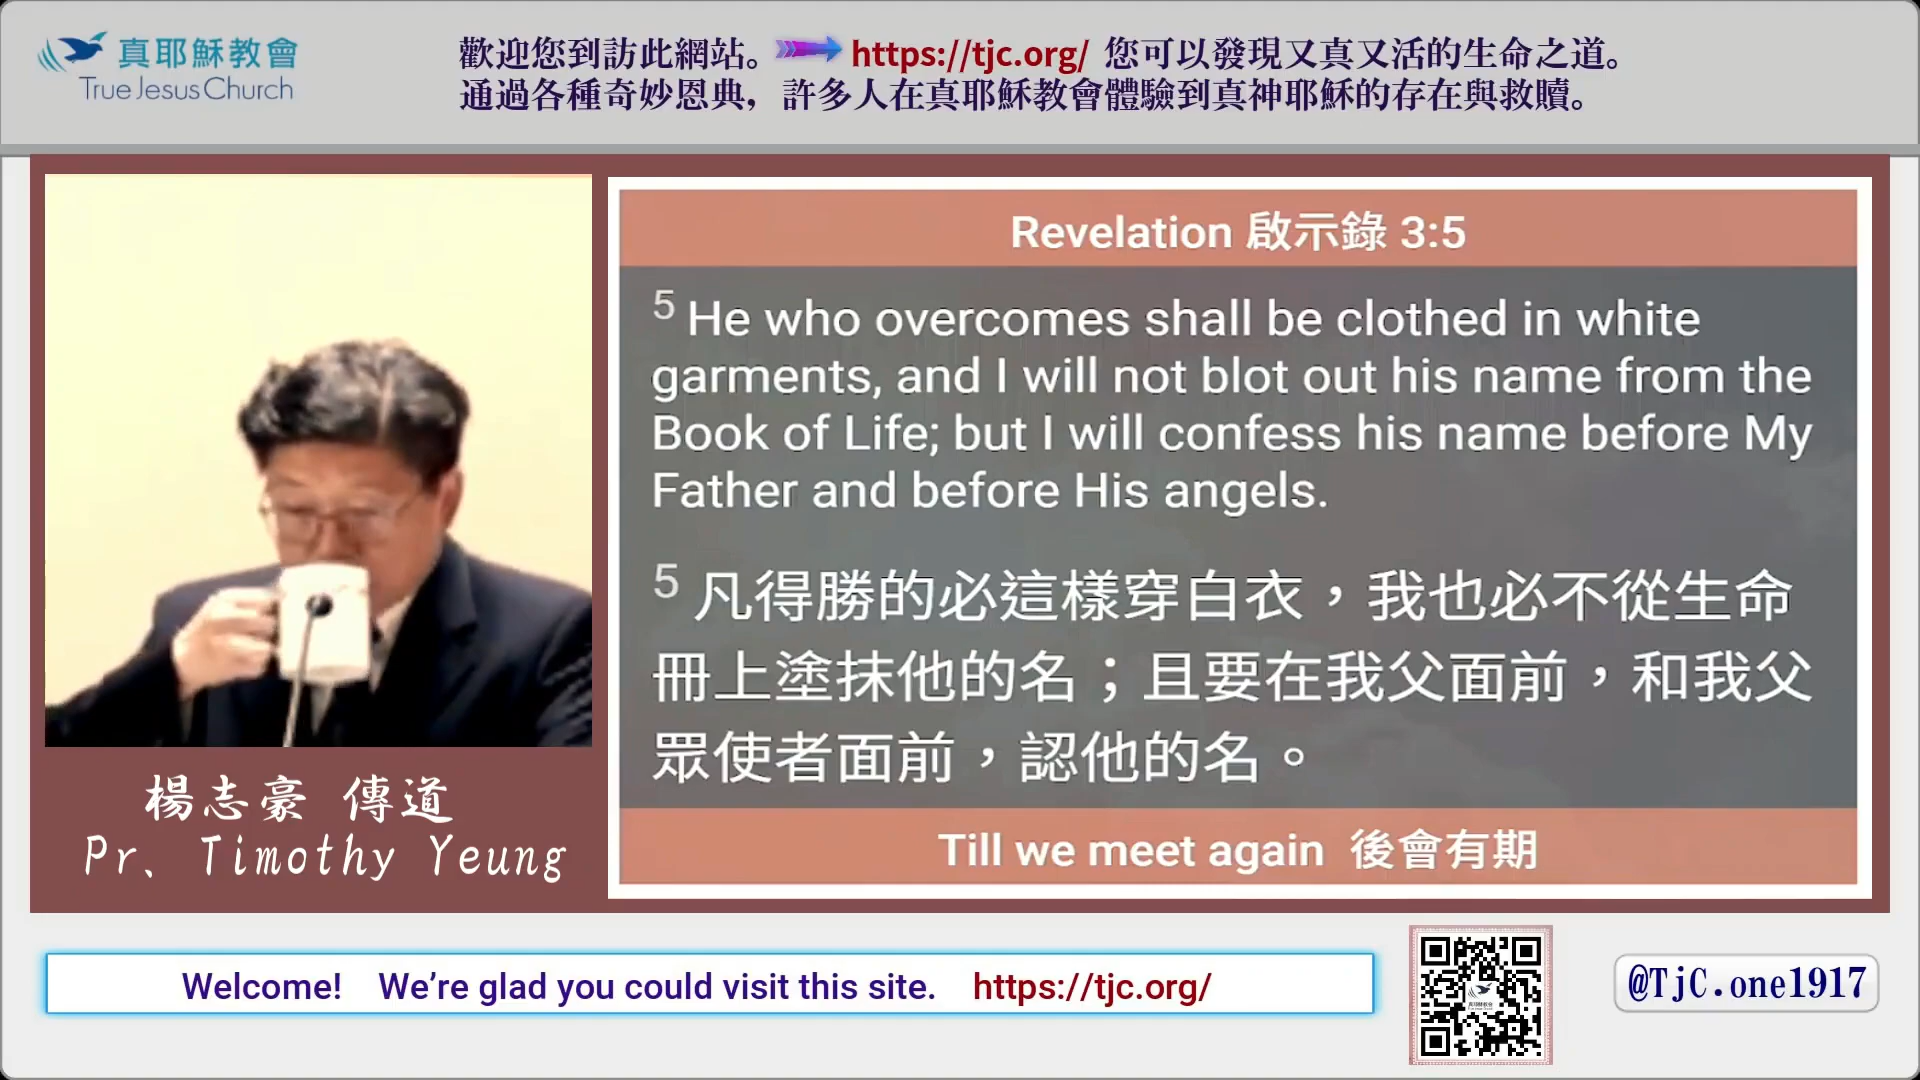 真耶穌教會
True Jesus Church
歡迎您到訪此網站。 https://tjc.org/ 您可以發現又真又活的生命之道。
通過各種奇妙恩典，許多人在真耶穌教會體驗到真神耶穌的存在與救贖。
Revelation 啟示錄 3:5
5 He who overcomes shall be clothed in white
garments, and I will not blot out his name from the
Book of Life; but I will confess his name before My
Father and before His angels.
5 凡得勝的必這樣穿白衣，我也必不從生命
冊上塗抹他的名；且要在我父面前，和我父
眾使者面前，認他的名。
Till we meet again 後會有期
楊志豪 傳道
Pr、Timothy Yeung
Welcome! We’re glad you could visit this site. https://tjc.org/
@TjC.one1917